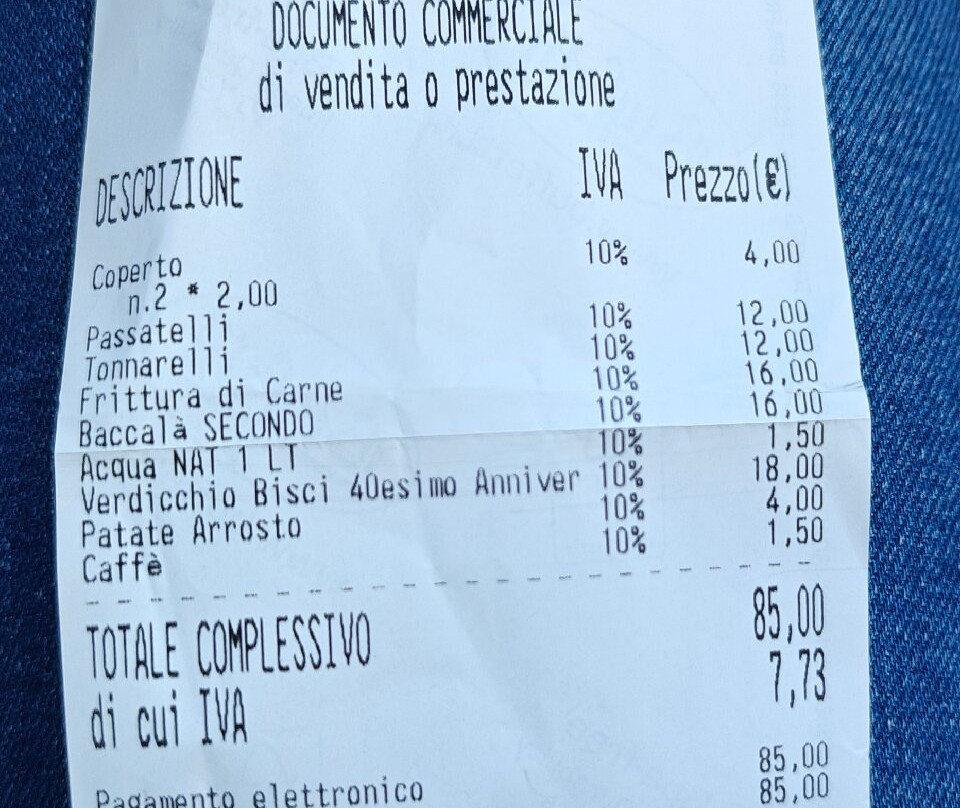 DOCUMENTO COMMERCIALE
di vendita o prestazione
DESCRIZIONE IVA Prezzo(€)
Coperto 10% 4,00
n.2 * 2,00
Passatelli 10% 12,00
Tonnarelli 10% 12,00
Frittura di Carne 10% 16,00
Baccalà SECONDO 10% 16,00
Acqua NAT 1 LT 10% 1,50
Verdicchio Bisci 40esimo Anniver 10% 18,00
Patate Arrosto 10% 4,00
Caffè 10% 1,50
TOTALE COMPLESSIVO 85,00
di cui IVA 7,73
Pagamento elettronico 85,00
85,00